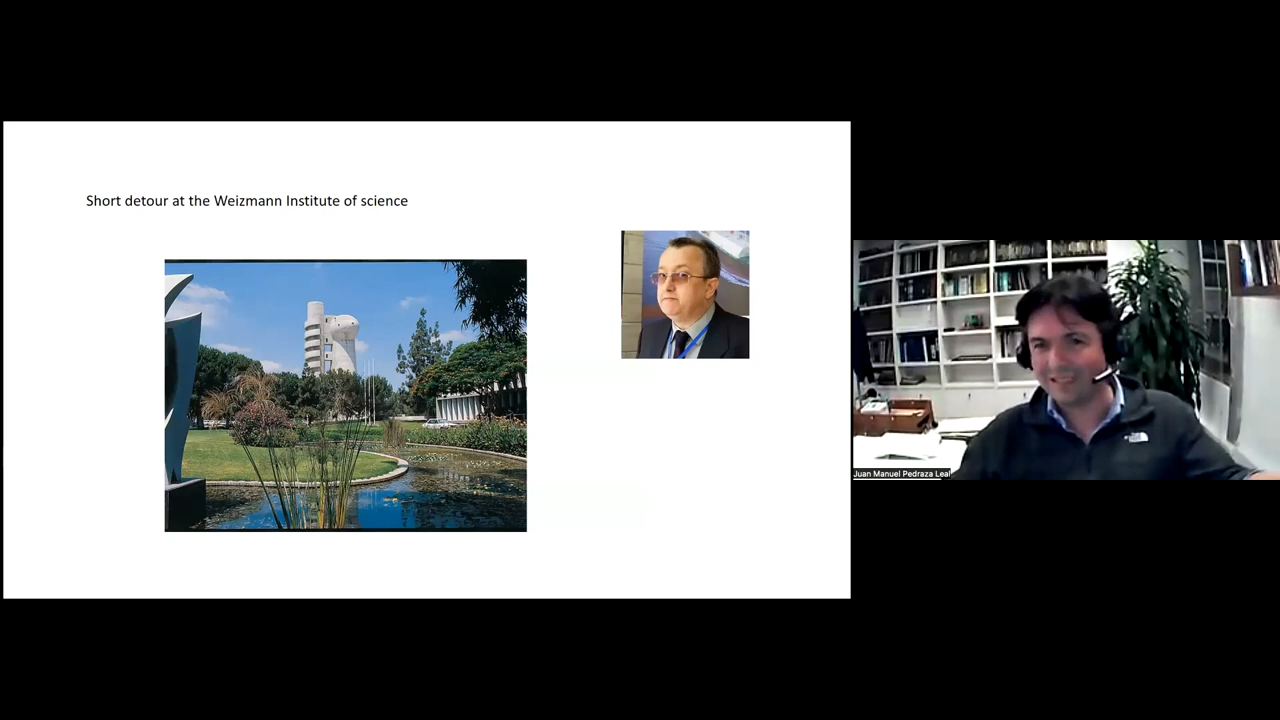 Short detour at the Weizmann Institute of science
Juan Manuel Pedraza Leal